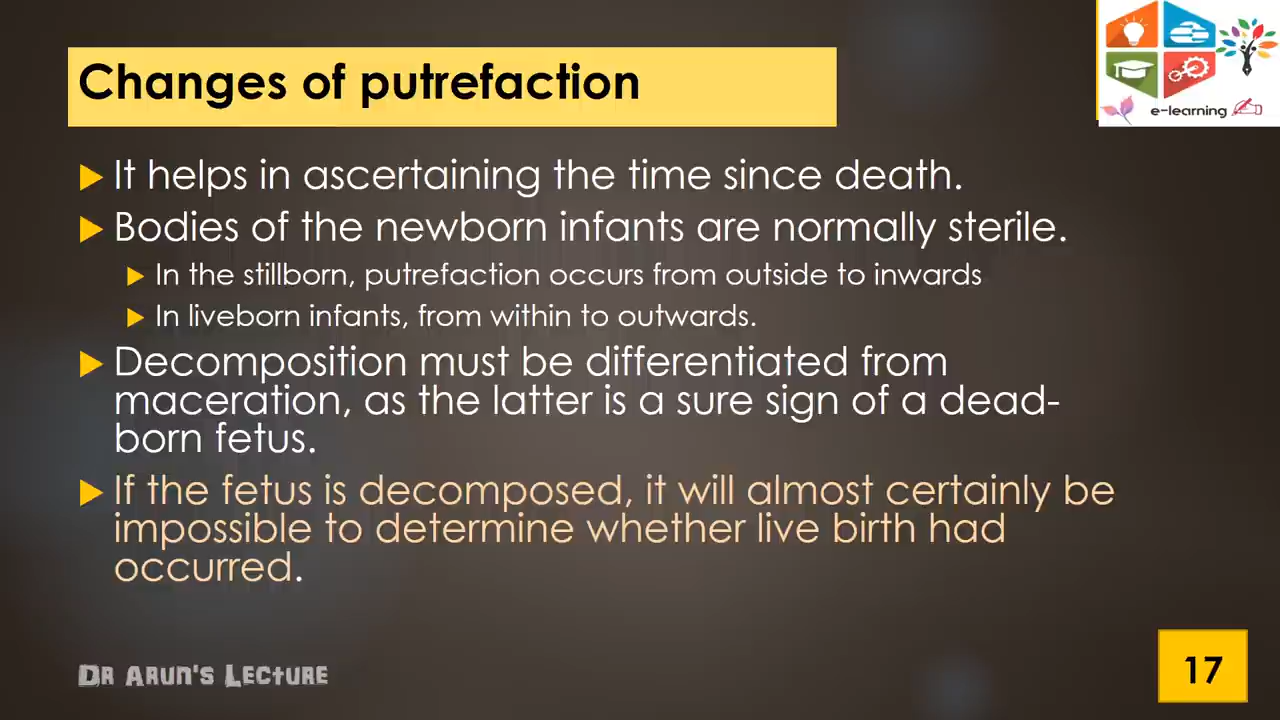 Changes of putrefaction
e-learning
It helps in ascertaining the time since death.
Bodies of the newborn infants are normally sterile.
In the stillborn, putrefaction occurs from outside to inwards
In liveborn infants, from within to outwards.
Decomposition must be differentiated from
maceration, as the latter is a sure sign of a dead-
born fetus.
If the fetus is decomposed, it will almost certainly be
impossible to determine whether live birth had
occurred.
Dr Arun's Lecture
17